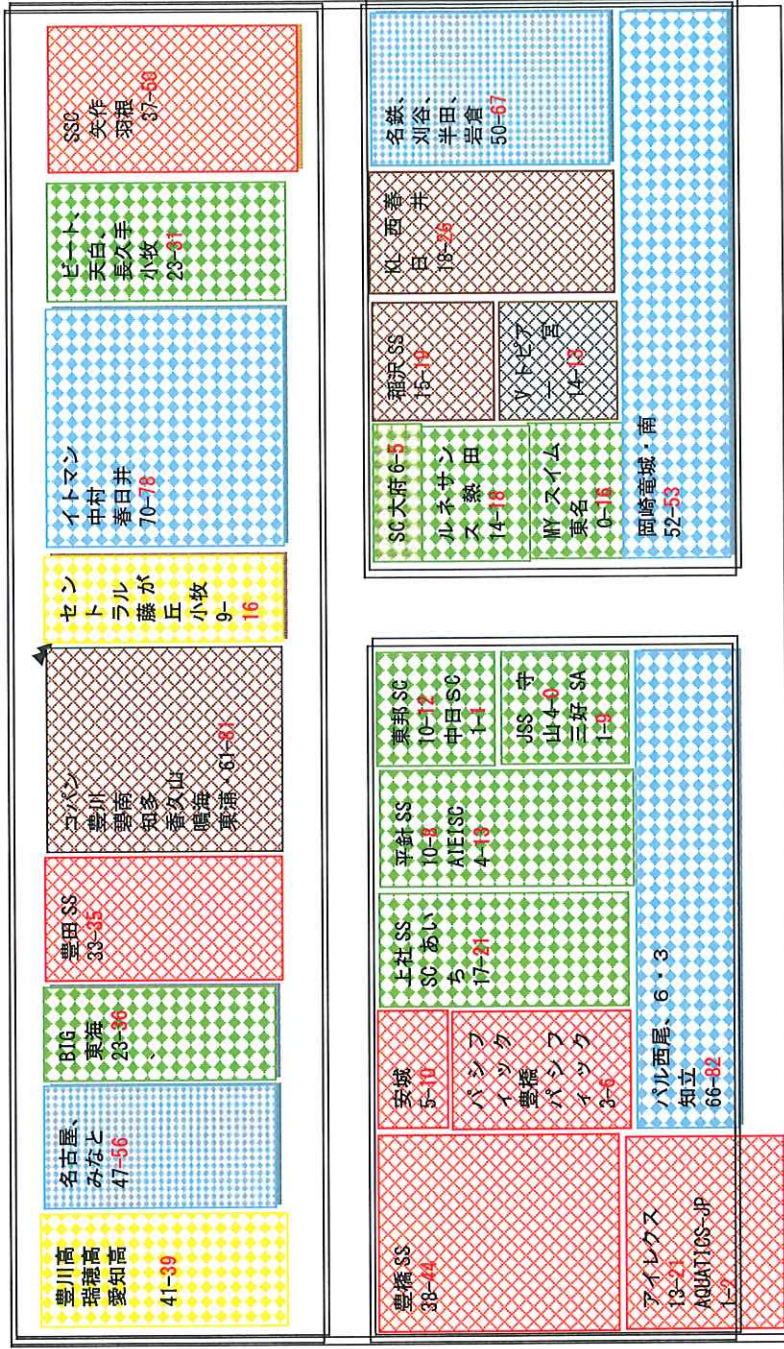 豊川高
瑞穂高
愛知高
41-39
名古屋、
みなと
47-56
BIG
東海
23-36
、
豊田 SS
33-35
コパン
豊川
碧南
知多
香久山
鳴海
東浦・61-81
セン
トラル
藤が
丘
小牧
9-
16
イトマン
中村
春日井
70-78
ビート、
天白、
長久手
小牧
23-31
SSC
矢作
羽根
37-50
豊橋 SS
38-44
アイレクス
13-21
AQUATICS-JP
安城
5-10
パシフ
ィック
豊橋
パシフ
ィック
3-6
上社 SS
SC あい
ち
17-21
平針 SS
10-8
AIEISC
4-13
東邦 SC
10-12
中日 SC
1-1
JSS 守
山 4-0
三好 SA
1-9
パル西尾、6・3
知立
66-82
SC 大府 6-5
ルネサン
ス 熱 田
14-18
MY スイム
東名
0-16
稲沢 SS
15-19
V トピア
一 宮
14-13
KL 西春
日 井
18-26
名鉄、
刈谷、
半田、
岩倉
50-67
岡崎竜城・南
52-53